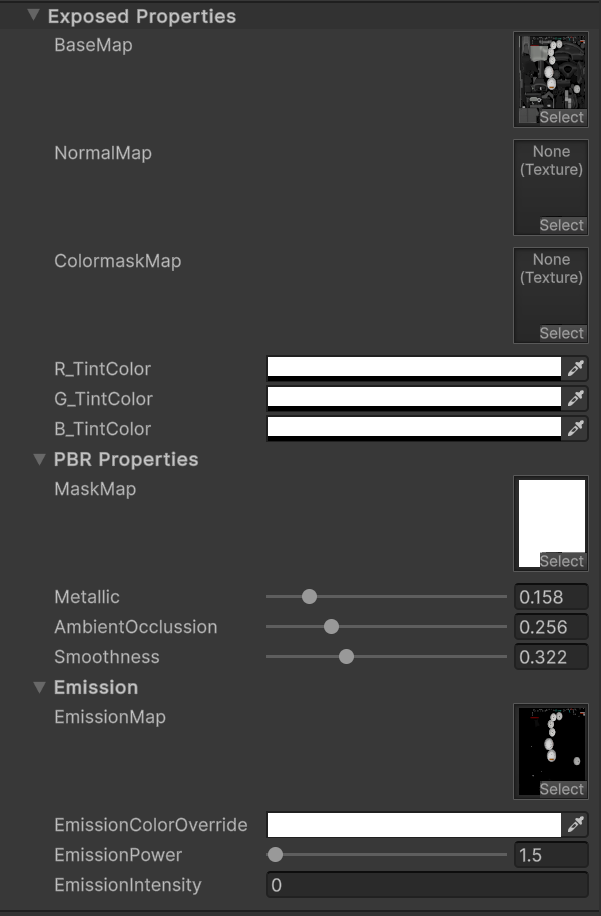 Exposed Properties
BaseMap
Select
NormalMap
None
(Texture)
Select
ColormaskMap
None
(Texture)
Select
R_TintColor
G_TintColor
B_TintColor
PBR Properties
MaskMap
Select
Metallic 0.158
AmbientOcclussion 0.256
Smoothness 0.322
Emission
EmissionMap
Select
EmissionColorOverride
EmissionPower 1.5
EmissionIntensity 0